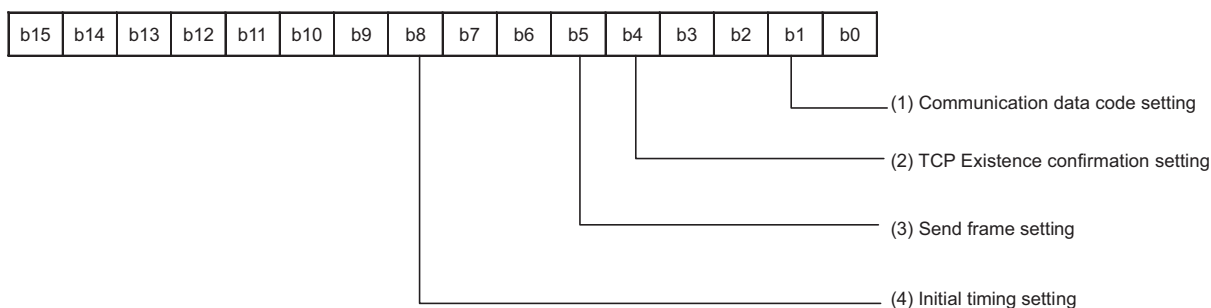 b15 b14 b13 b12 b11 b10 b9 b8 b7 b6 b5 b4 b3 b2 b1 b0
(1) Communication data code setting
(2) TCP Existence confirmation setting
(3) Send frame setting
(4) Initial timing setting